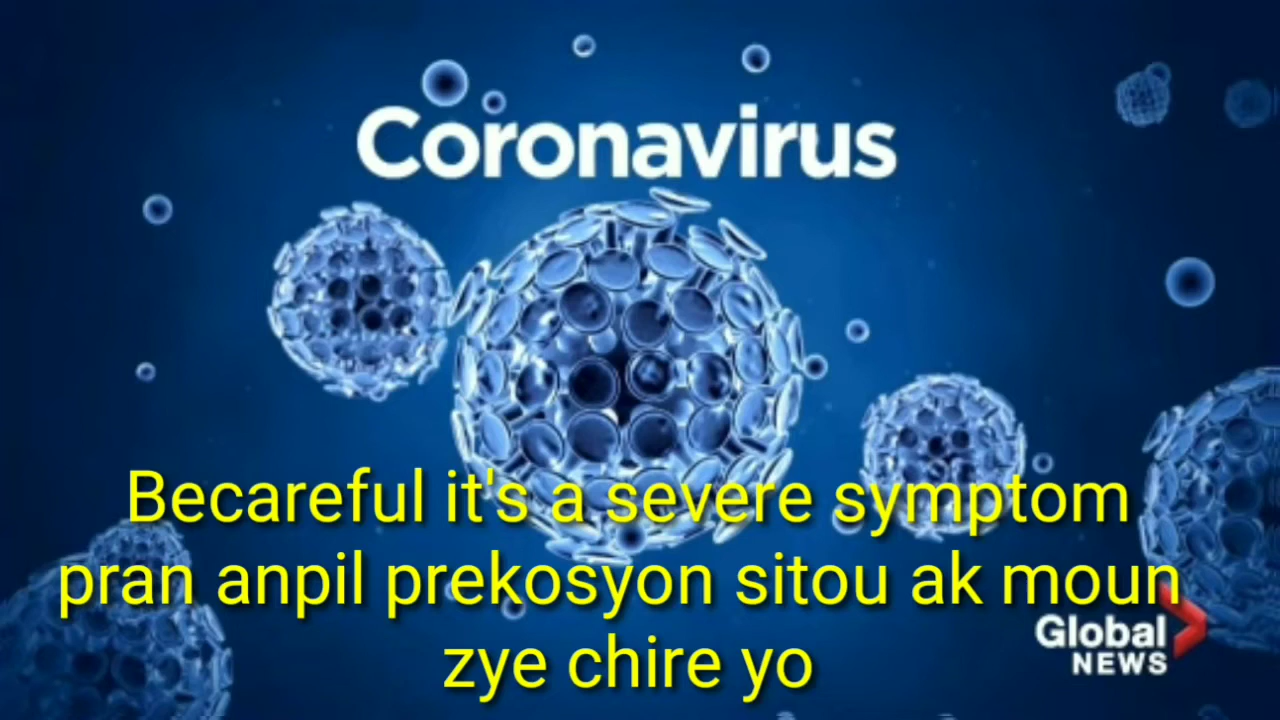 Coronavirus
Becareful it's a severe symptom
pran anpil prekosyon sitou ak moun
zye chire yo
Global
NEWS